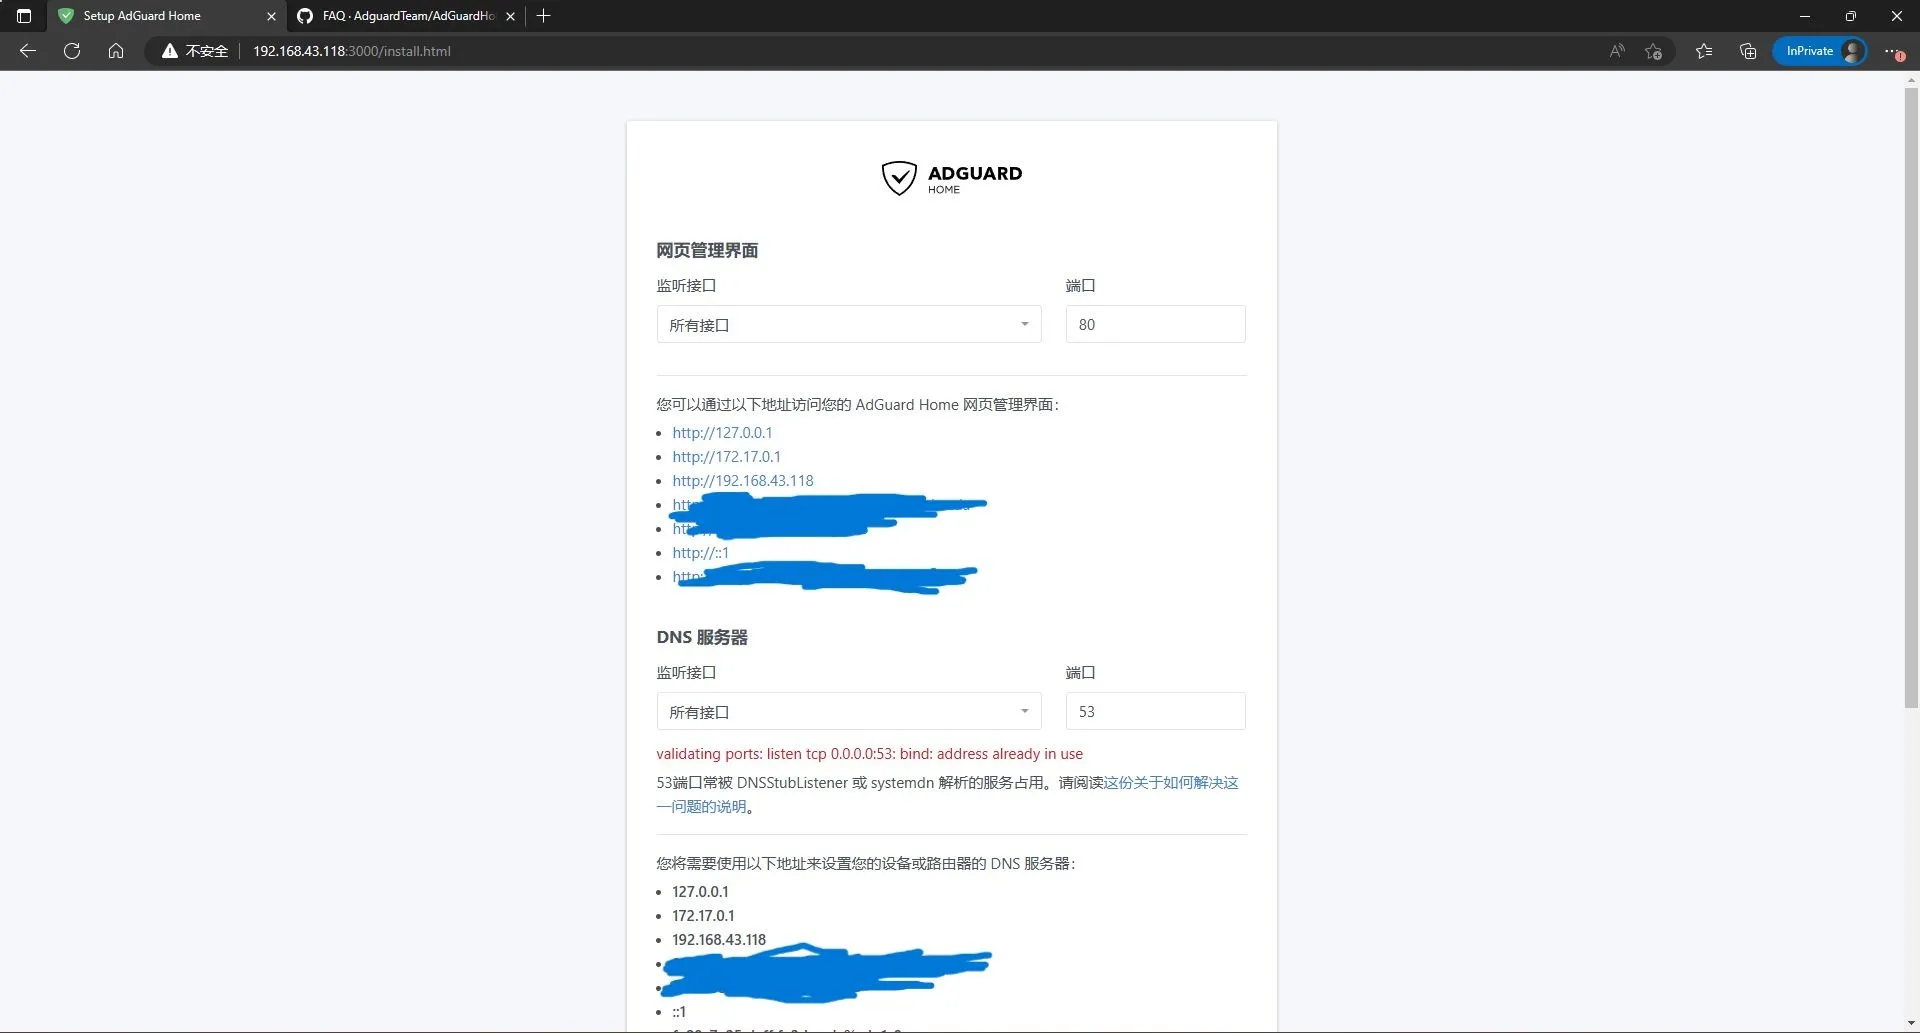 Setup AdGuard Home
FAQ · AdguardTeam/AdGuardHo
不安全
192.168.43.118:3000/install.html
InPrivate
ADGUARD
HOME
网页管理界面
监听接口
端口
所有接口
80
您可以通过以下地址访问您的 AdGuard Home 网页管理界面：
http://127.0.0.1
http://172.17.0.1
http://192.168.43.118
http://::1
DNS 服务器
监听接口
端口
所有接口
53
validating ports: listen tcp 0.0.0.0:53: bind: address already in use
53端口常被 DNSStubListener 或 systemdn 解析的服务占用。请阅读这份关于如何解决这
一问题的说明。
您将需要使用以下地址来设置您的设备或路由器的 DNS 服务器：
127.0.0.1
172.17.0.1
192.168.43.118
::1